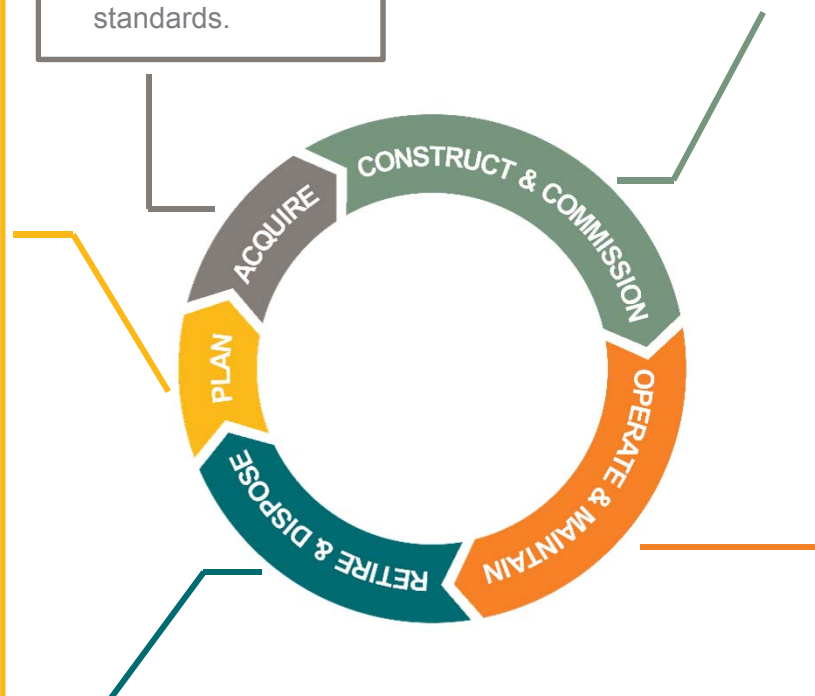 standards.
CONSTRUCT & COMMISSION
ACQUIRE
PLAN
OPERATE & MAINTAIN
RETIRE & DISPOSE